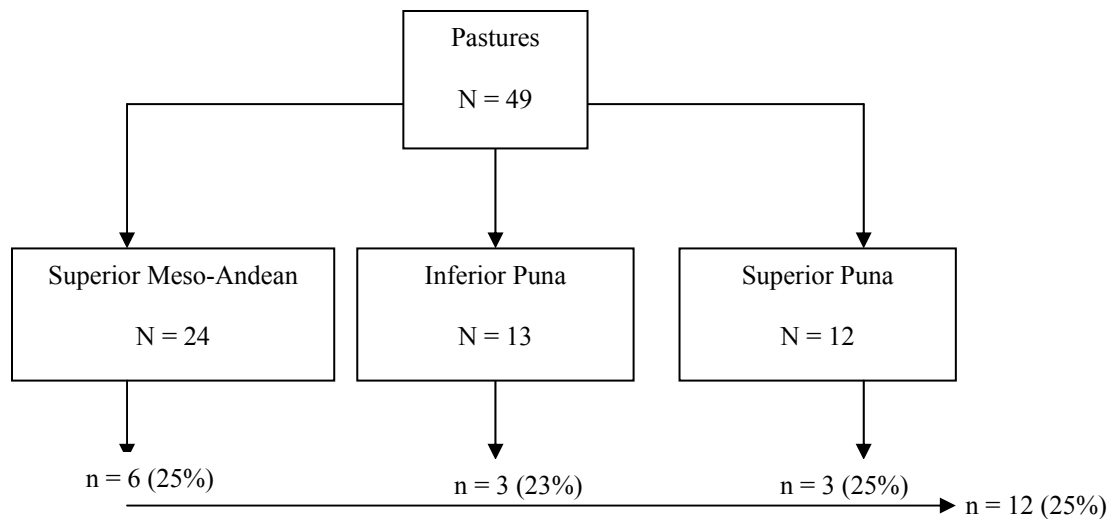 Pastures
N = 49
Superior Meso-Andean
N = 24
Inferior Puna
N = 13
Superior Puna
N = 12
n = 6 (25%)
n = 3 (23%)
n = 3 (25%)
n = 12 (25%)